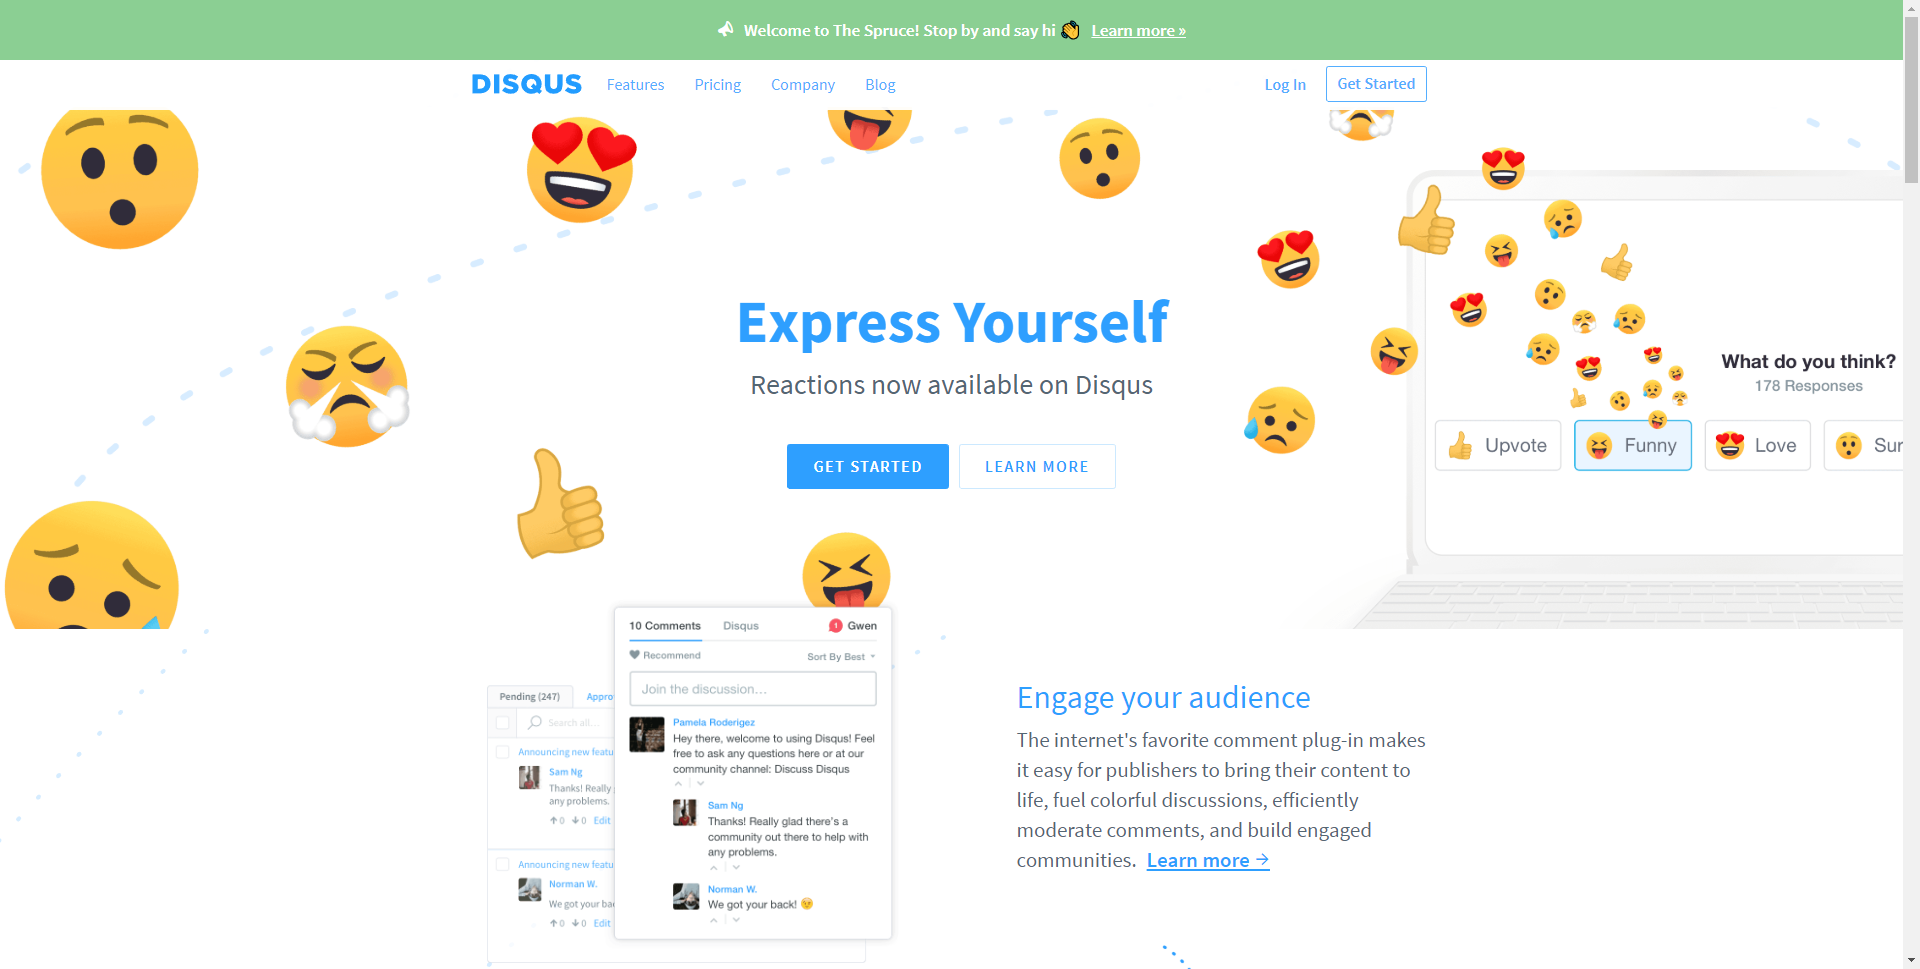 Welcome to The Spruce! Stop by and say hi 👋 Learn more »
DISQUS Features Pricing Company Blog Log In Get Started
Express Yourself
Reactions now available on Disqus
GET STARTED LEARN MORE
What do you think?
178 Responses
Upvote Funny Love Sur
10 Comments Disqus 1 Gwen
Recommend Sort By Best
Join the discussion...
Pamela Roderigez
Hey there, welcome to using Disqus! Feel
free to ask any questions here or at our
community channel: Discuss Disqus
Sam Ng
Thanks! Really glad there's a
community out there to help with
any problems.
Norman W.
We got your back! 😉
Pending (247) Appro
Search all...
Announcing new featu
Sam Ng
Thanks! Really g
any problems.
0 0 Edit
Announcing new featu
Norman W.
We got your ba
0 0 Edit
Engage your audience
The internet's favorite comment plug-in makes
it easy for publishers to bring their content to
life, fuel colorful discussions, efficiently
moderate comments, and build engaged
communities. Learn more →